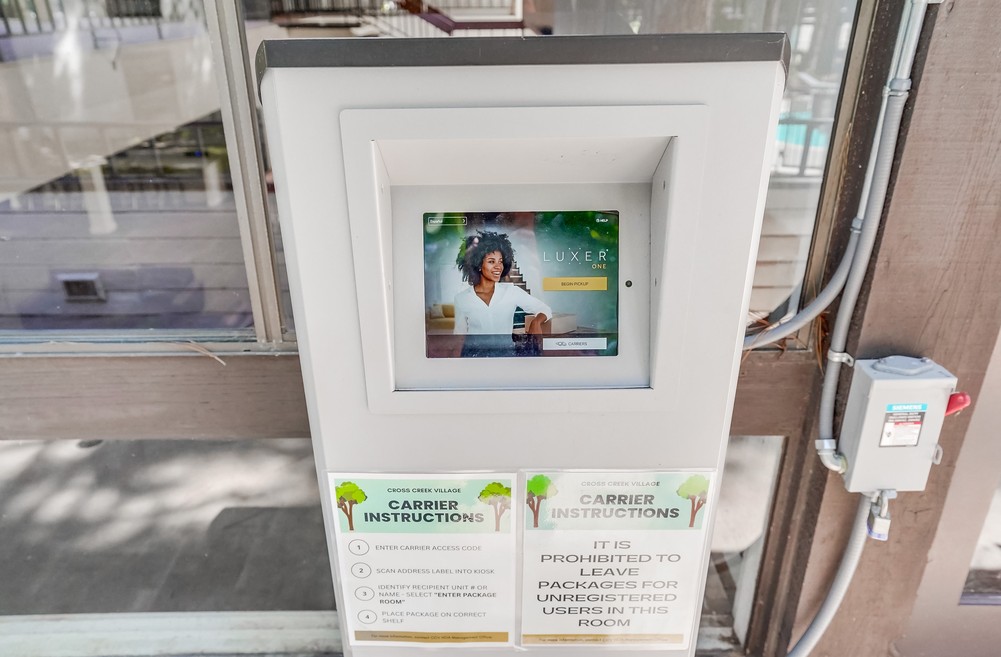 HELP
LUXER
ONE
BEGIN PICKUP
CARRIERS
SIEMENS
CROSS CREEK VILLAGE
CARRIER
INSTRUCTIONS
1 ENTER CARRIER ACCESS CODE
2 SCAN ADDRESS LABEL INTO KIOSK
3 IDENTIFY RECIPIENT UNIT # OR
NAME - SELECT "ENTER PACKAGE
ROOM"
4 PLACE PACKAGE ON CORRECT
SHELF
CROSS CREEK VILLAGE
CARRIER
INSTRUCTIONS
IT IS
PROHIBITED TO
LEAVE
PACKAGES FOR
UNREGISTERED
USERS IN THIS
ROOM